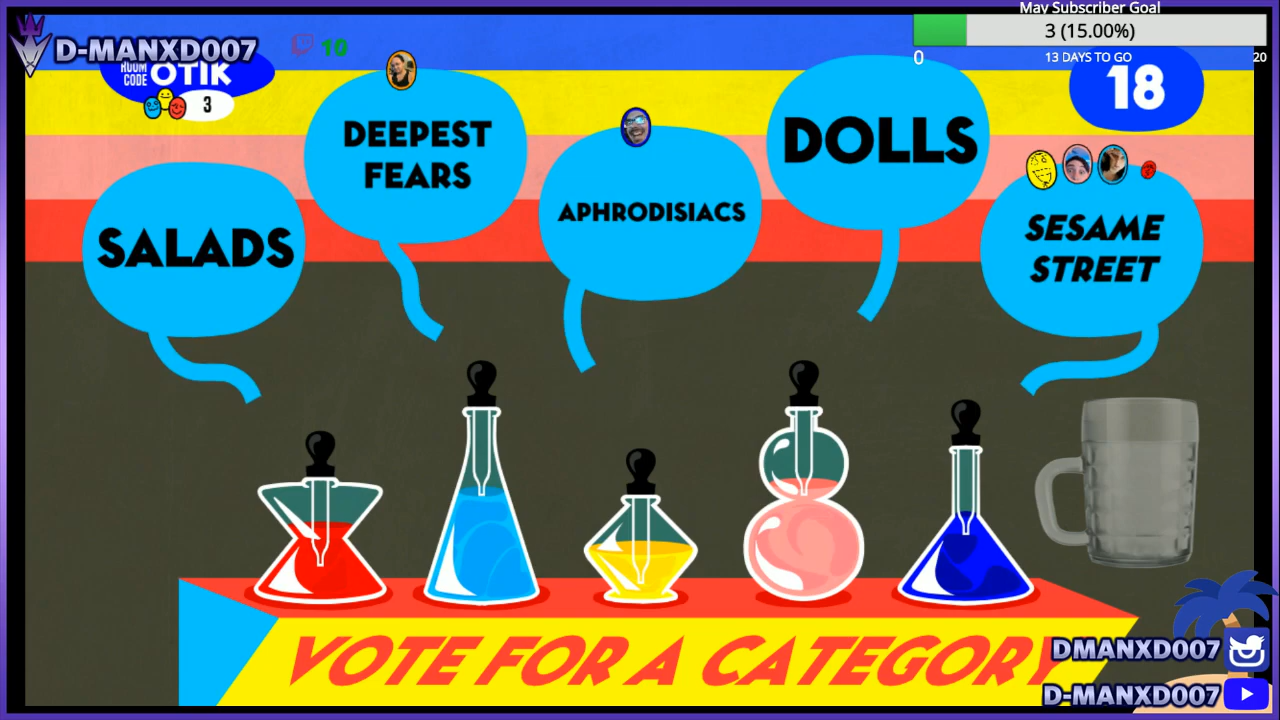 May Subscriber Goal
3 (15.00%)
0
13 DAYS TO GO
20
D-MANXD007
10
ROOM CODE OTIK
3
18
DEEPEST
FEARS
DOLLS
SALADS
APHRODISIACS
SESAME
STREET
VOTE FOR A CATEGORY
DMANXD007
D-MANXD007